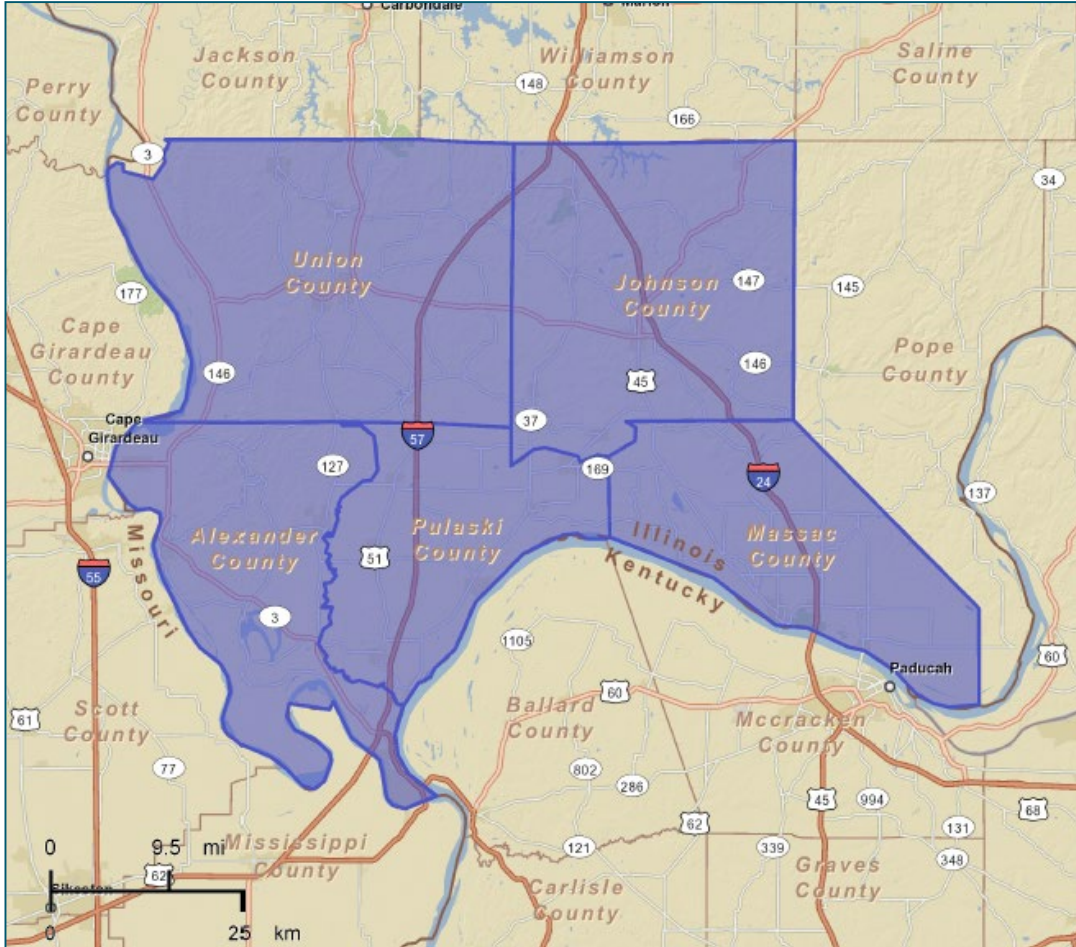 Carbondale
Marion
Jackson
County
Williamson
County
Saline
County
Perry
County
148
166
3
34
Union
County
Johnson
County
147
145
177
Cape
Girardeau
County
Pope
County
146
146
45
Cape
Girardeau
37
57
127
169
24
137
Alexander
County
Pulaski
County
Massac
County
Illinois
Kentucky
Missouri
51
55
3
1105
60
Paducah
60
Ballard
County
Scott
County
61
Mccracken
County
77
802
286
45
994
68
62
131
0 9.5 mi
Mississippi
County
121
339
348
62
Sikeston
Graves
County
Carlisle
County
0 25 km